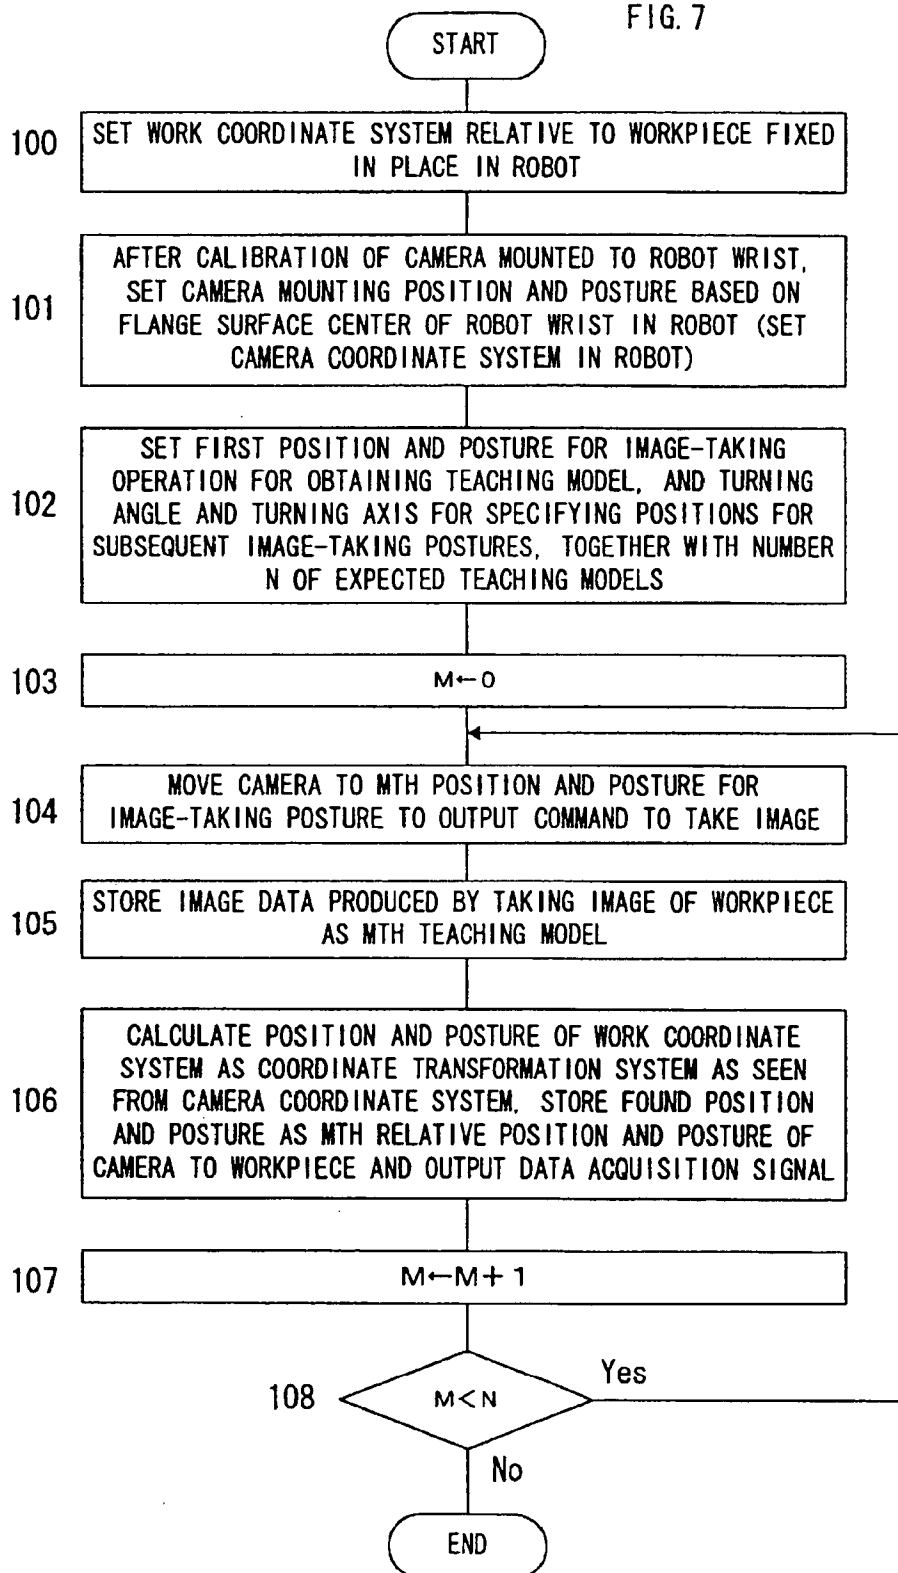 FIG. 7
START
100
SET WORK COORDINATE SYSTEM RELATIVE TO WORKPIECE FIXED
IN PLACE IN ROBOT
101
AFTER CALIBRATION OF CAMERA MOUNTED TO ROBOT WRIST,
SET CAMERA MOUNTING POSITION AND POSTURE BASED ON
FLANGE SURFACE CENTER OF ROBOT WRIST IN ROBOT (SET
CAMERA COORDINATE SYSTEM IN ROBOT)
102
SET FIRST POSITION AND POSTURE FOR IMAGE-TAKING
OPERATION FOR OBTAINING TEACHING MODEL, AND TURNING
ANGLE AND TURNING AXIS FOR SPECIFYING POSITIONS FOR
SUBSEQUENT IMAGE-TAKING POSTURES, TOGETHER WITH NUMBER
N OF EXPECTED TEACHING MODELS
103
M←0
104
MOVE CAMERA TO MTH POSITION AND POSTURE FOR
IMAGE-TAKING POSTURE TO OUTPUT COMMAND TO TAKE IMAGE
105
STORE IMAGE DATA PRODUCED BY TAKING IMAGE OF WORKPIECE
AS MTH TEACHING MODEL
106
CALCULATE POSITION AND POSTURE OF WORK COORDINATE
SYSTEM AS COORDINATE TRANSFORMATION SYSTEM AS SEEN
FROM CAMERA COORDINATE SYSTEM, STORE FOUND POSITION
AND POSTURE AS MTH RELATIVE POSITION AND POSTURE OF
CAMERA TO WORKPIECE AND OUTPUT DATA ACQUISITION SIGNAL
107
M←M+1
108
M<N
Yes
No
END